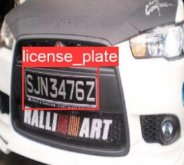 license_plate
SJN3476Z
RALLI ART